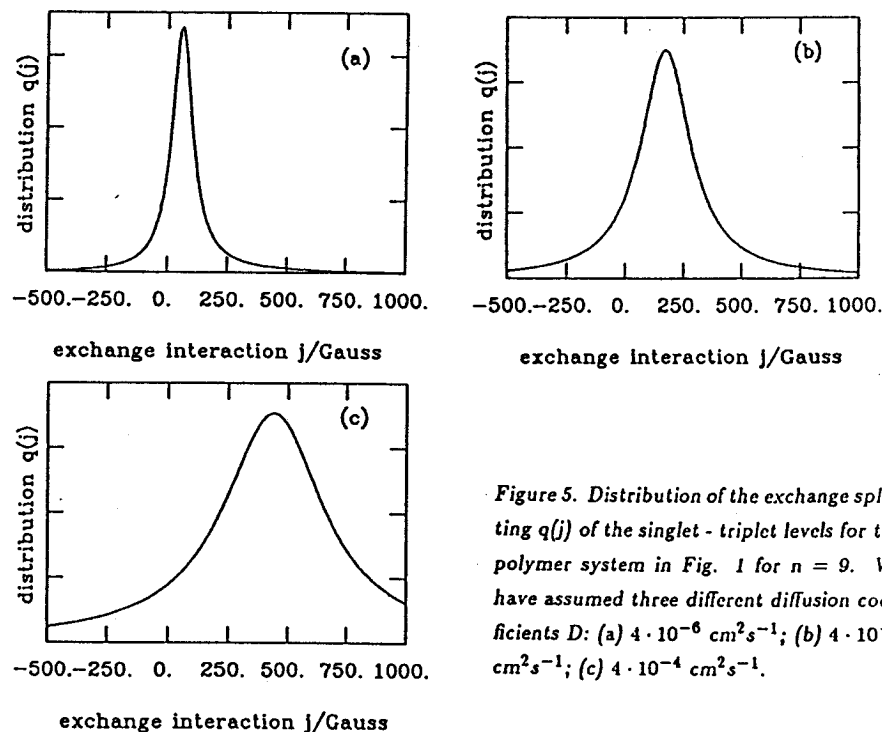 (a)
distribution q(j)
−500. −250. 0. 250. 500. 750. 1000.
exchange interaction j/Gauss
(b)
distribution q(j)
−500. −250. 0. 250. 500. 750. 1000.
exchange interaction j/Gauss
(c)
distribution q(j)
−500. −250. 0. 250. 500. 750. 1000.
exchange interaction j/Gauss
Figure 5. Distribution of the exchange spl
ting q(j) of the singlet - triplet levels for t
polymer system in Fig. 1 for n = 9. W
have assumed three different diffusion coe
ficients D: (a) 4 · 10⁻⁶ cm²s⁻¹; (b) 4 · 10
cm²s⁻¹; (c) 4 · 10⁻⁴ cm²s⁻¹.